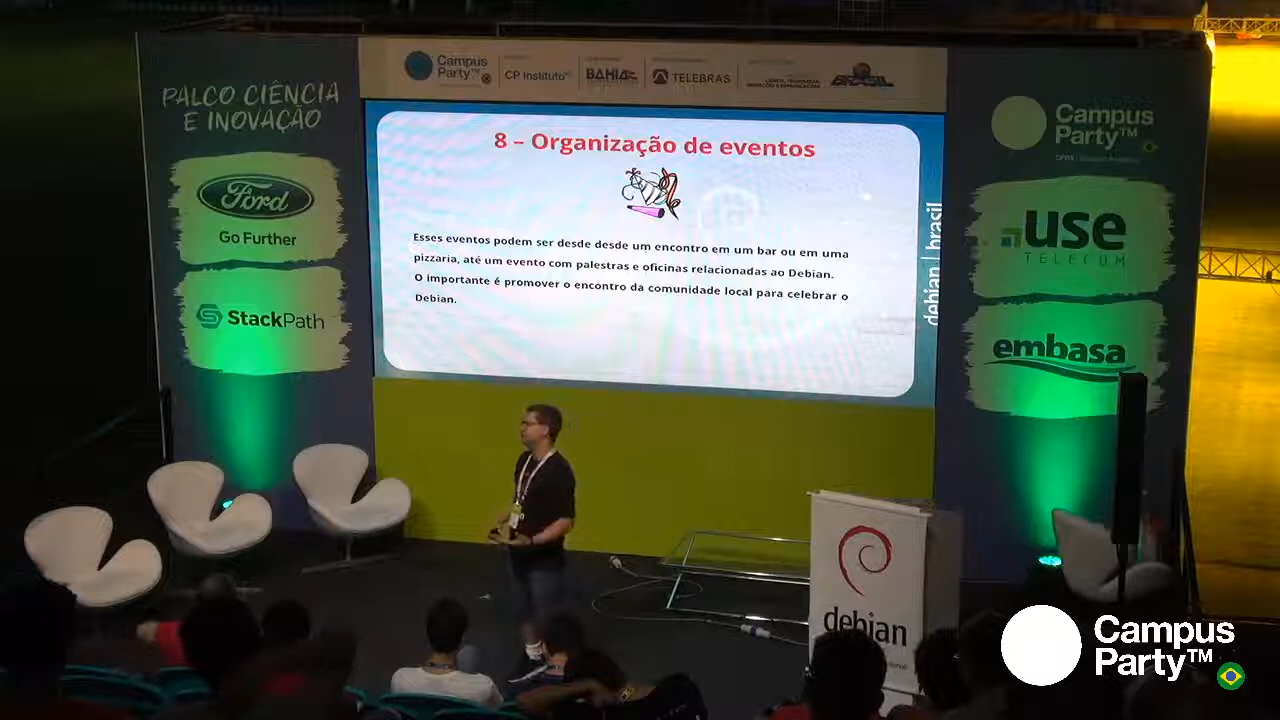 PALCO CIÊNCIA
E INOVAÇÃO
Ford
Go Further
StackPath
Campus
Party™
CP Instituto
BAHIA
TELEBRAS
BRASIL
8 – Organização de eventos
Esses eventos podem ser desde desde um encontro em um bar ou em uma
pizzaria, até um evento com palestras e oficinas relacionadas ao Debian.
O importante é promover o encontro da comunidade local para celebrar o
Debian.
debian | brasil
Campus
Party™
USE
TELECOM
embasa
debian
Campus
Party™